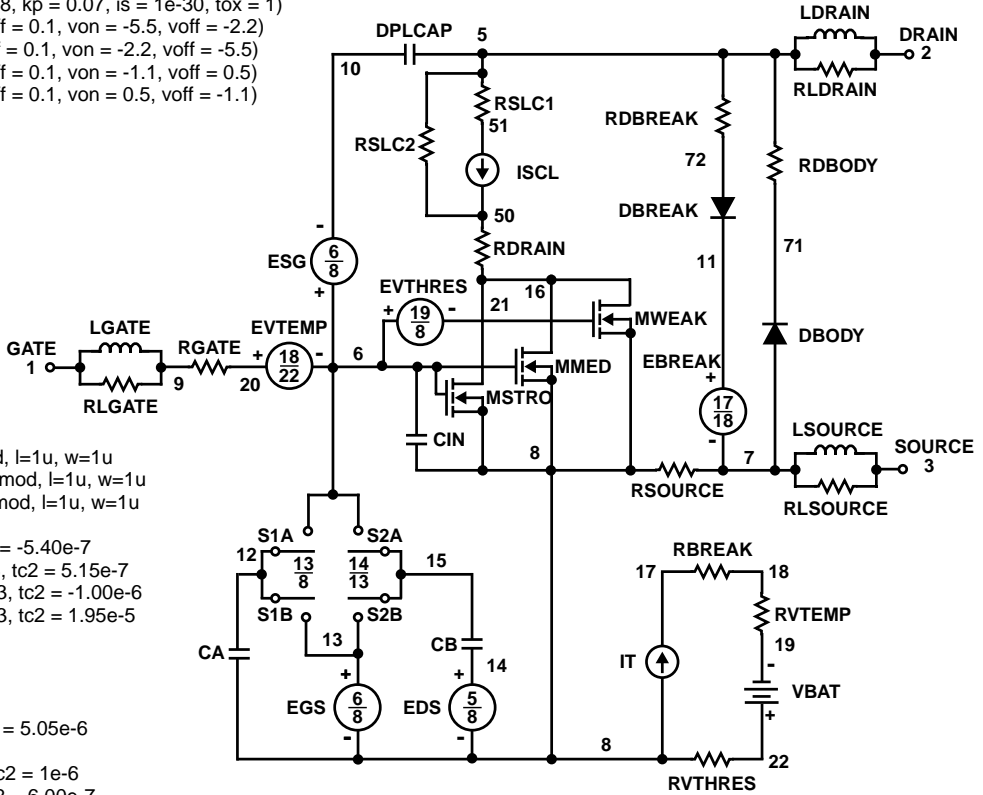 8, kp = 0.07, is = 1e-30, tox = 1)
ff = 0.1, von = -5.5, voff = -2.2)
f = 0.1, von = -2.2, voff = -5.5)
ff = 0.1, von = -1.1, voff = 0.5)
ff = 0.1, von = 0.5, voff = -1.1)
LDRAIN
DPLCAP 5 DRAIN
2
10
RLDRAIN
RSLC1
51
RDBREAK
RSLC2
72
RDBODY
ISCL
50
DBREAK
RDRAIN
71
ESG - 6/8 +
11
EVTHRES
+ 19/8 -
16
21
MWEAK
LGATE
EVTEMP
DBODY
GATE
1
RGATE
+ 18/22 -
6
EBREAK
MMED
9
20
+
RLGATE
MSTRO
17/18
-
LSOURCE
CIN
SOURCE
8
7
3
RSOURCE
RLSOURCE
, l=1u, w=1u
mod, l=1u, w=1u
mod, l=1u, w=1u
= -5.40e-7
, tc2 = 5.15e-7
3, tc2 = -1.00e-6
3, tc2 = 1.95e-5
S1A
S2A
12
13/8
14/13
15
S1B
S2B
13
CA
CB
14
+
+
EGS 6/8
EDS 5/8
-
-
8
RBREAK
17
18
RVTEMP
19
IT
-
VBAT
+
22
RVTHRES
= 5.05e-6
c2 = 1e-6